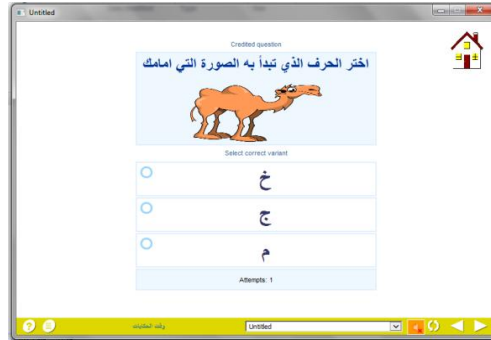 Untitled
Credited question
اختر الحرف الذي تبدأ به الصورة التي امامك
Select correct variant
خ
ج
م
Attempts: 1
Untitled